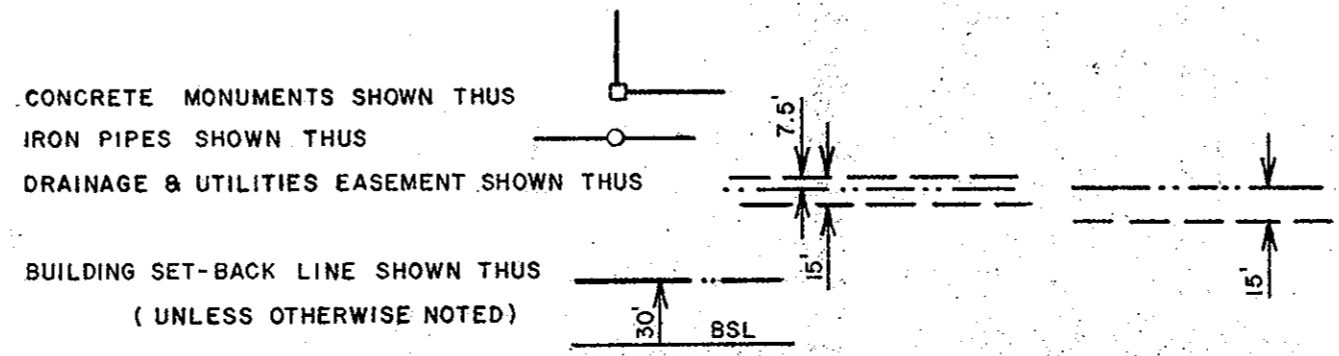 CONCRETE MONUMENTS SHOWN THUS
IRON PIPES SHOWN THUS
7.5'
DRAINAGE & UTILITIES EASEMENT SHOWN THUS
15'
15'
BUILDING SET-BACK LINE SHOWN THUS
( UNLESS OTHERWISE NOTED)
30'
BSL